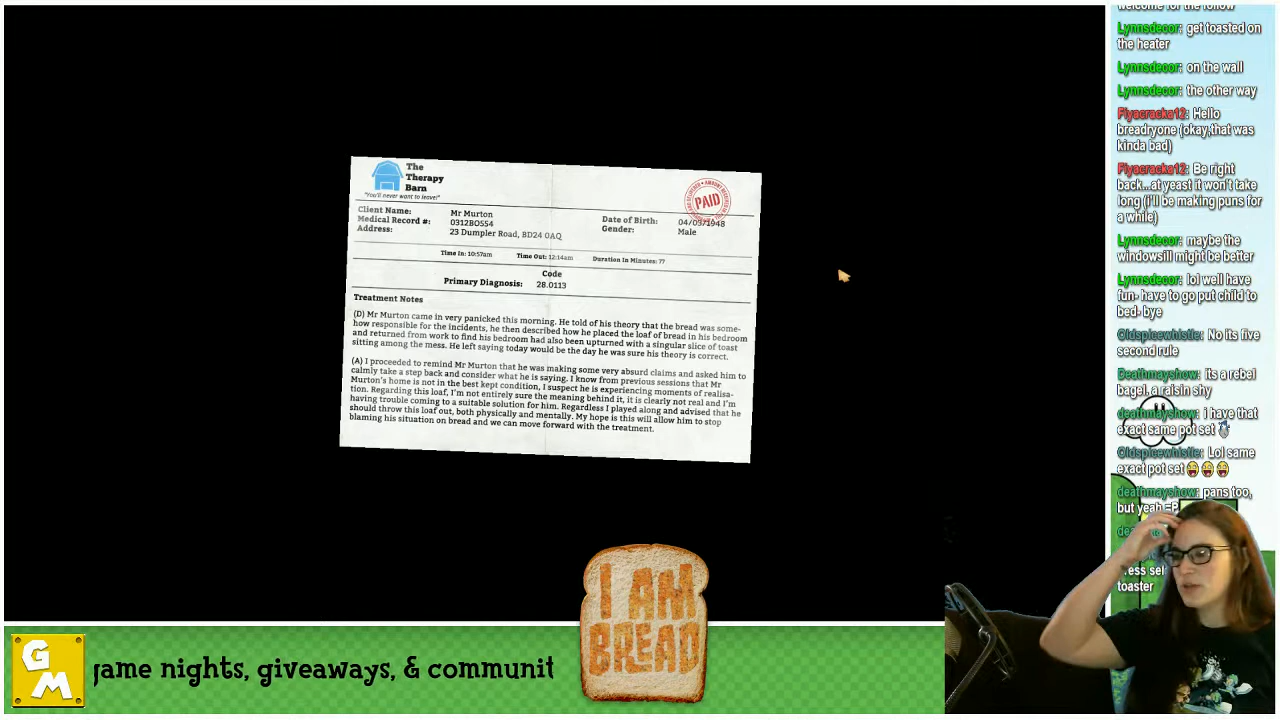 The
Therapy
Barn
"You'll never want to leave!"
PAID
Client Name: Mr Murton
Medical Record #: 0312BO554
Address: 23 Dumpler Road, BD24 0AQ
Date of Birth: 04/03/1948
Gender: Male
Time In: 10:57am Time Out: 12:14am Duration In Minutes: 77
Code
Primary Diagnosis: 28.0113
Treatment Notes
(D) Mr Murton came in very panicked this morning. He told of his theory that the bread was some-
how responsible for the incidents, he then described how he placed the loaf of bread in his bedroom
and returned from work to find his bedroom had also been upturned with a singular slice of toast
sitting among the mess. He left saying today would be the day he was sure his theory is correct.
(A) I proceeded to remind Mr Murton that he was making some very absurd claims and asked him to
calmly take a step back and consider what he is saying. I know from previous sessions that Mr
Murton's home is not in the best kept condition, I suspect he is experiencing moments of realisa-
tion. Regarding this loaf, I'm not entirely sure the meaning behind it, it is clearly not real and I'm
having trouble coming to a suitable solution for him. Regardless I played along and advised that he
should throw this loaf out, both physically and mentally. My hope is this will allow him to stop
blaming his situation on bread and we can move forward with the treatment.
welcome for the follow
Lynnsdecor: get toasted on
the heater
Lynnsdecor: on the wall
Lynnsdecor: the other way
Fiyacracka12: Hello
breadryone (okay,that was
kinda bad)
Fiyacracka12: Be right
back...at yeast it won't take
long (i'll be making puns for
a while)
Lynnsdecor: maybe the
windowsill might be better
Lynnsdecor: lol well have
fun- have to go put child to
bed- bye
Oldspicewhistle: No its five
second rule
Deathmayshow: its a rebel
bagel, a raisin shy
deathmayshow: i have that
exact same pot set
Oldspicewhistle: Lol same
exact pot set
deathmayshow: pans too,
but yeah =P
toaster
I AM
BREAD
G
M
game nights, giveaways, & communit